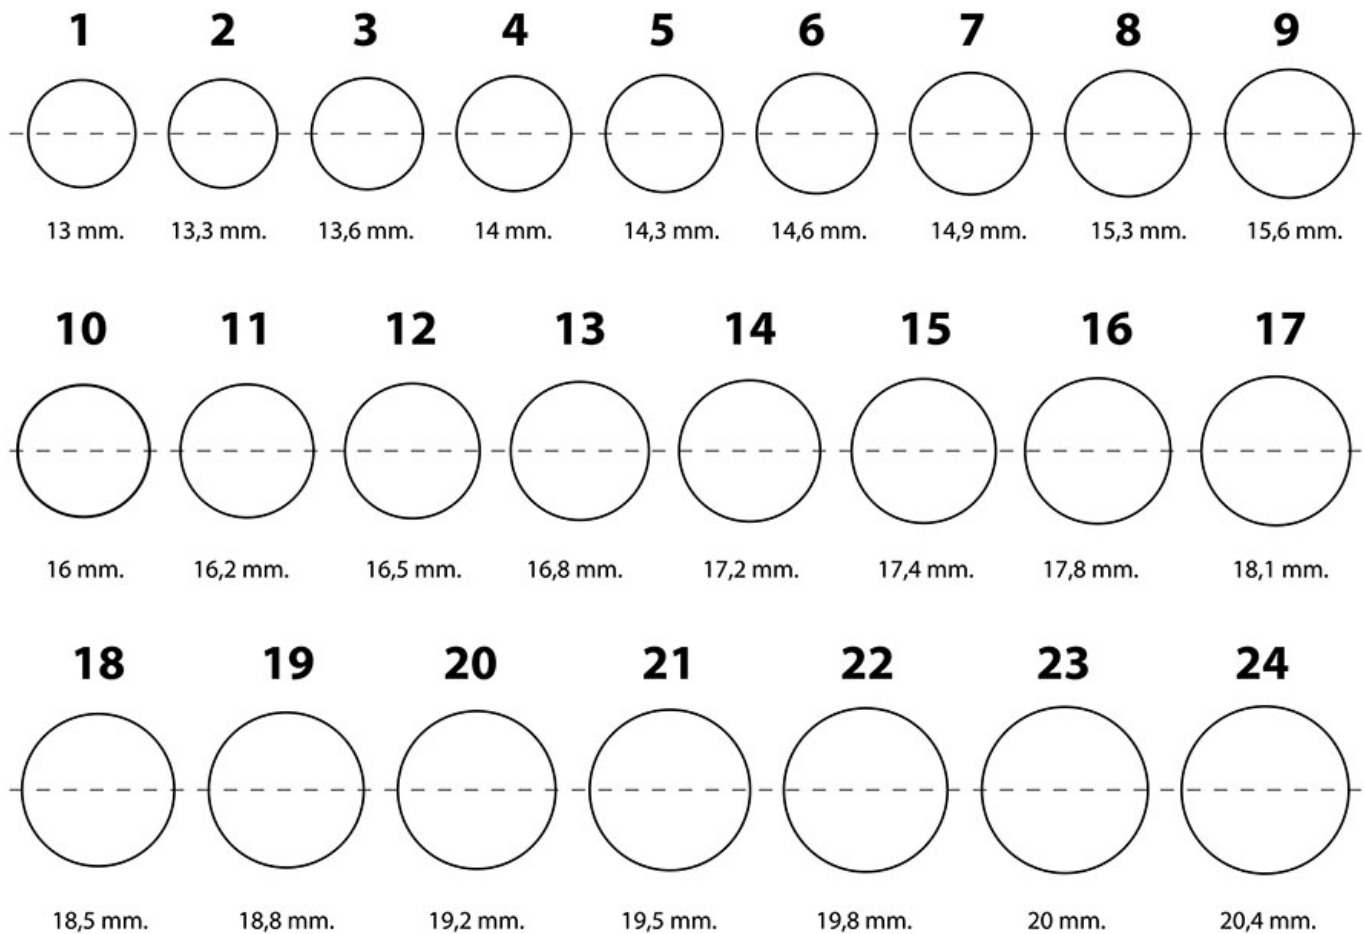 1 2 3 4 5 6 7 8 9
13 mm. 13,3 mm. 13,6 mm. 14 mm. 14,3 mm. 14,6 mm. 14,9 mm. 15,3 mm. 15,6 mm.
10 11 12 13 14 15 16 17
16 mm. 16,2 mm. 16,5 mm. 16,8 mm. 17,2 mm. 17,4 mm. 17,8 mm. 18,1 mm.
18 19 20 21 22 23 24
18,5 mm. 18,8 mm. 19,2 mm. 19,5 mm. 19,8 mm. 20 mm. 20,4 mm.